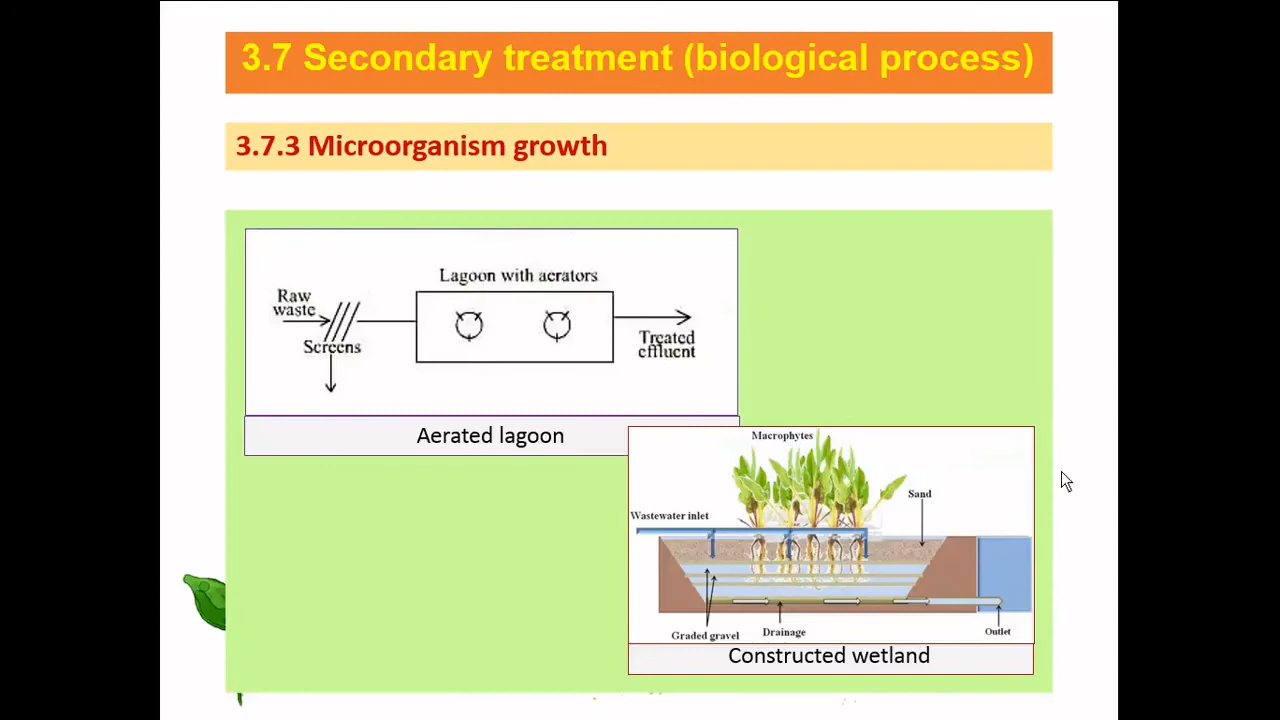 3.7 Secondary treatment (biological process)
3.7.3 Microorganism growth
Lagoon with aerators
Raw
waste
Screens
Treated
effluent
Aerated lagoon
Macrophytes
Sand
Wastewater inlet
Graded gravel
Drainage
Outlet
Constructed wetland